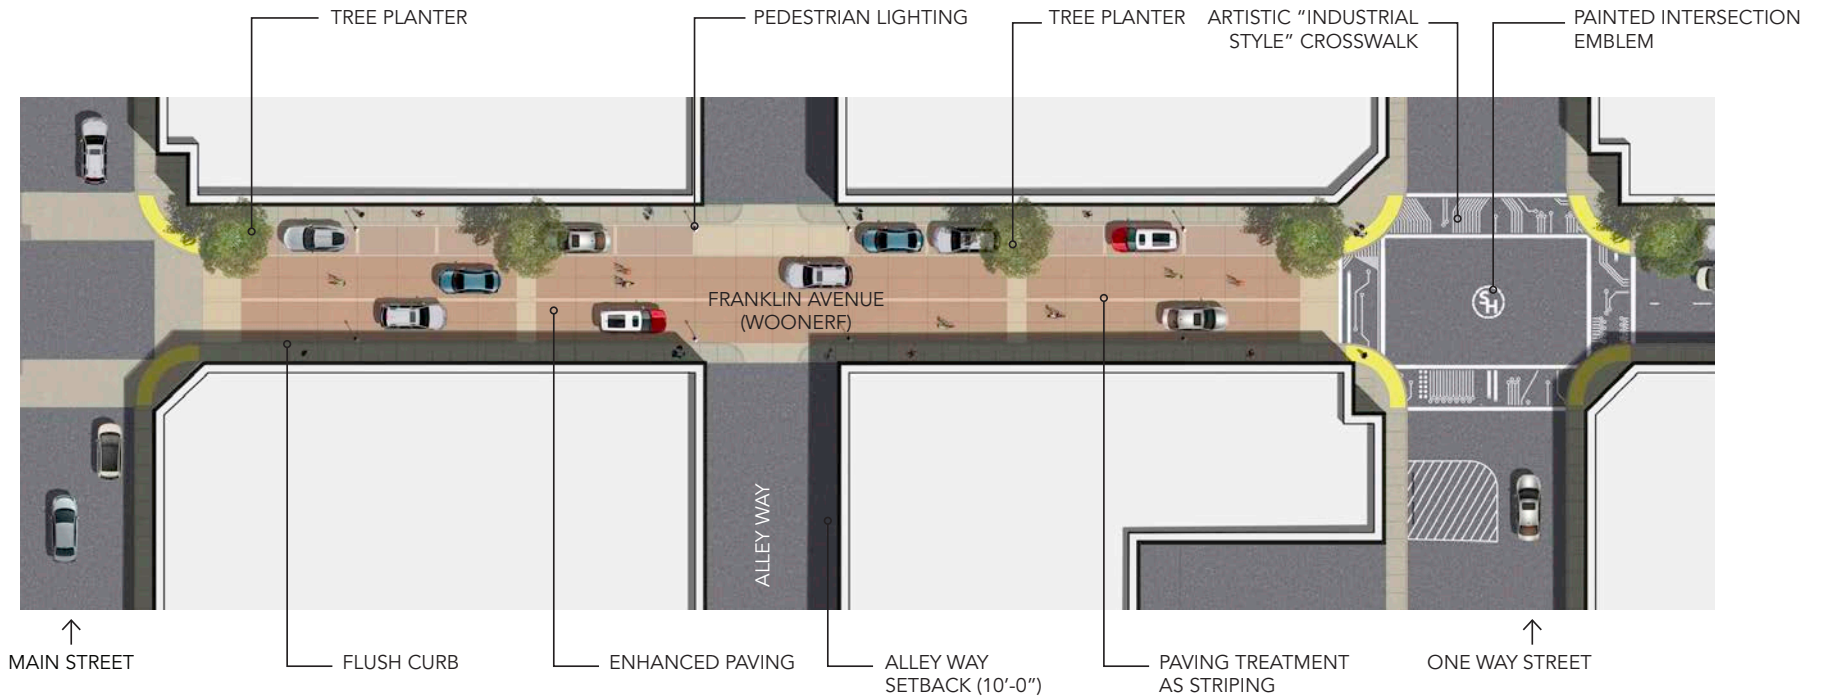 TREE PLANTER
PEDESTRIAN LIGHTING
TREE PLANTER
ARTISTIC “INDUSTRIAL
STYLE” CROSSWALK
PAINTED INTERSECTION
EMBLEM
FRANKLIN AVENUE
(WOONERF)
SH
ALLEY WAY
MAIN STREET
FLUSH CURB
ENHANCED PAVING
ALLEY WAY
SETBACK (10’-0”)
PAVING TREATMENT
AS STRIPING
ONE WAY STREET